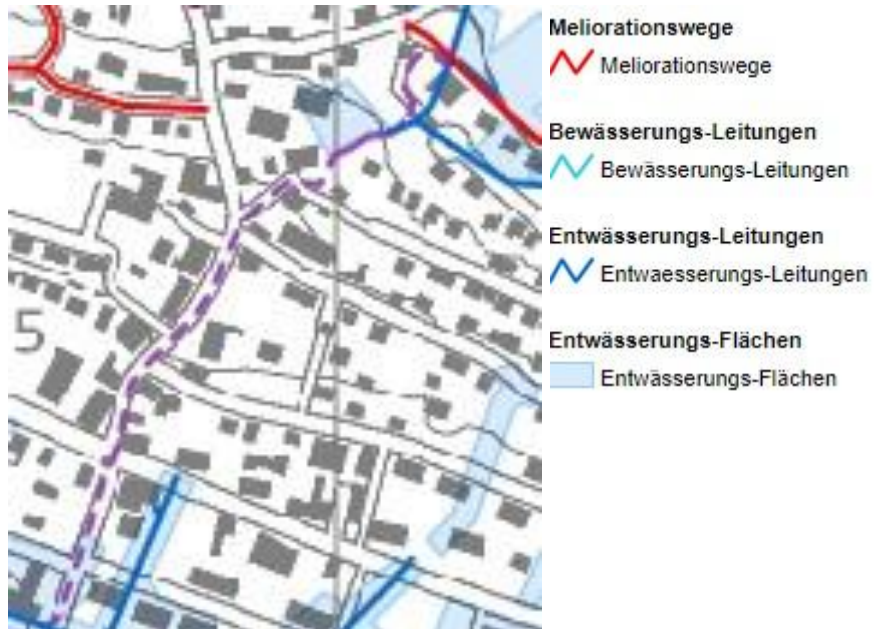 5
Meliorationswege
Meliorationswege
Bewässerungs-Leitungen
Bewässerungs-Leitungen
Entwässerungs-Leitungen
Entwaesserungs-Leitungen
Entwässerungs-Flächen
Entwässerungs-Flächen